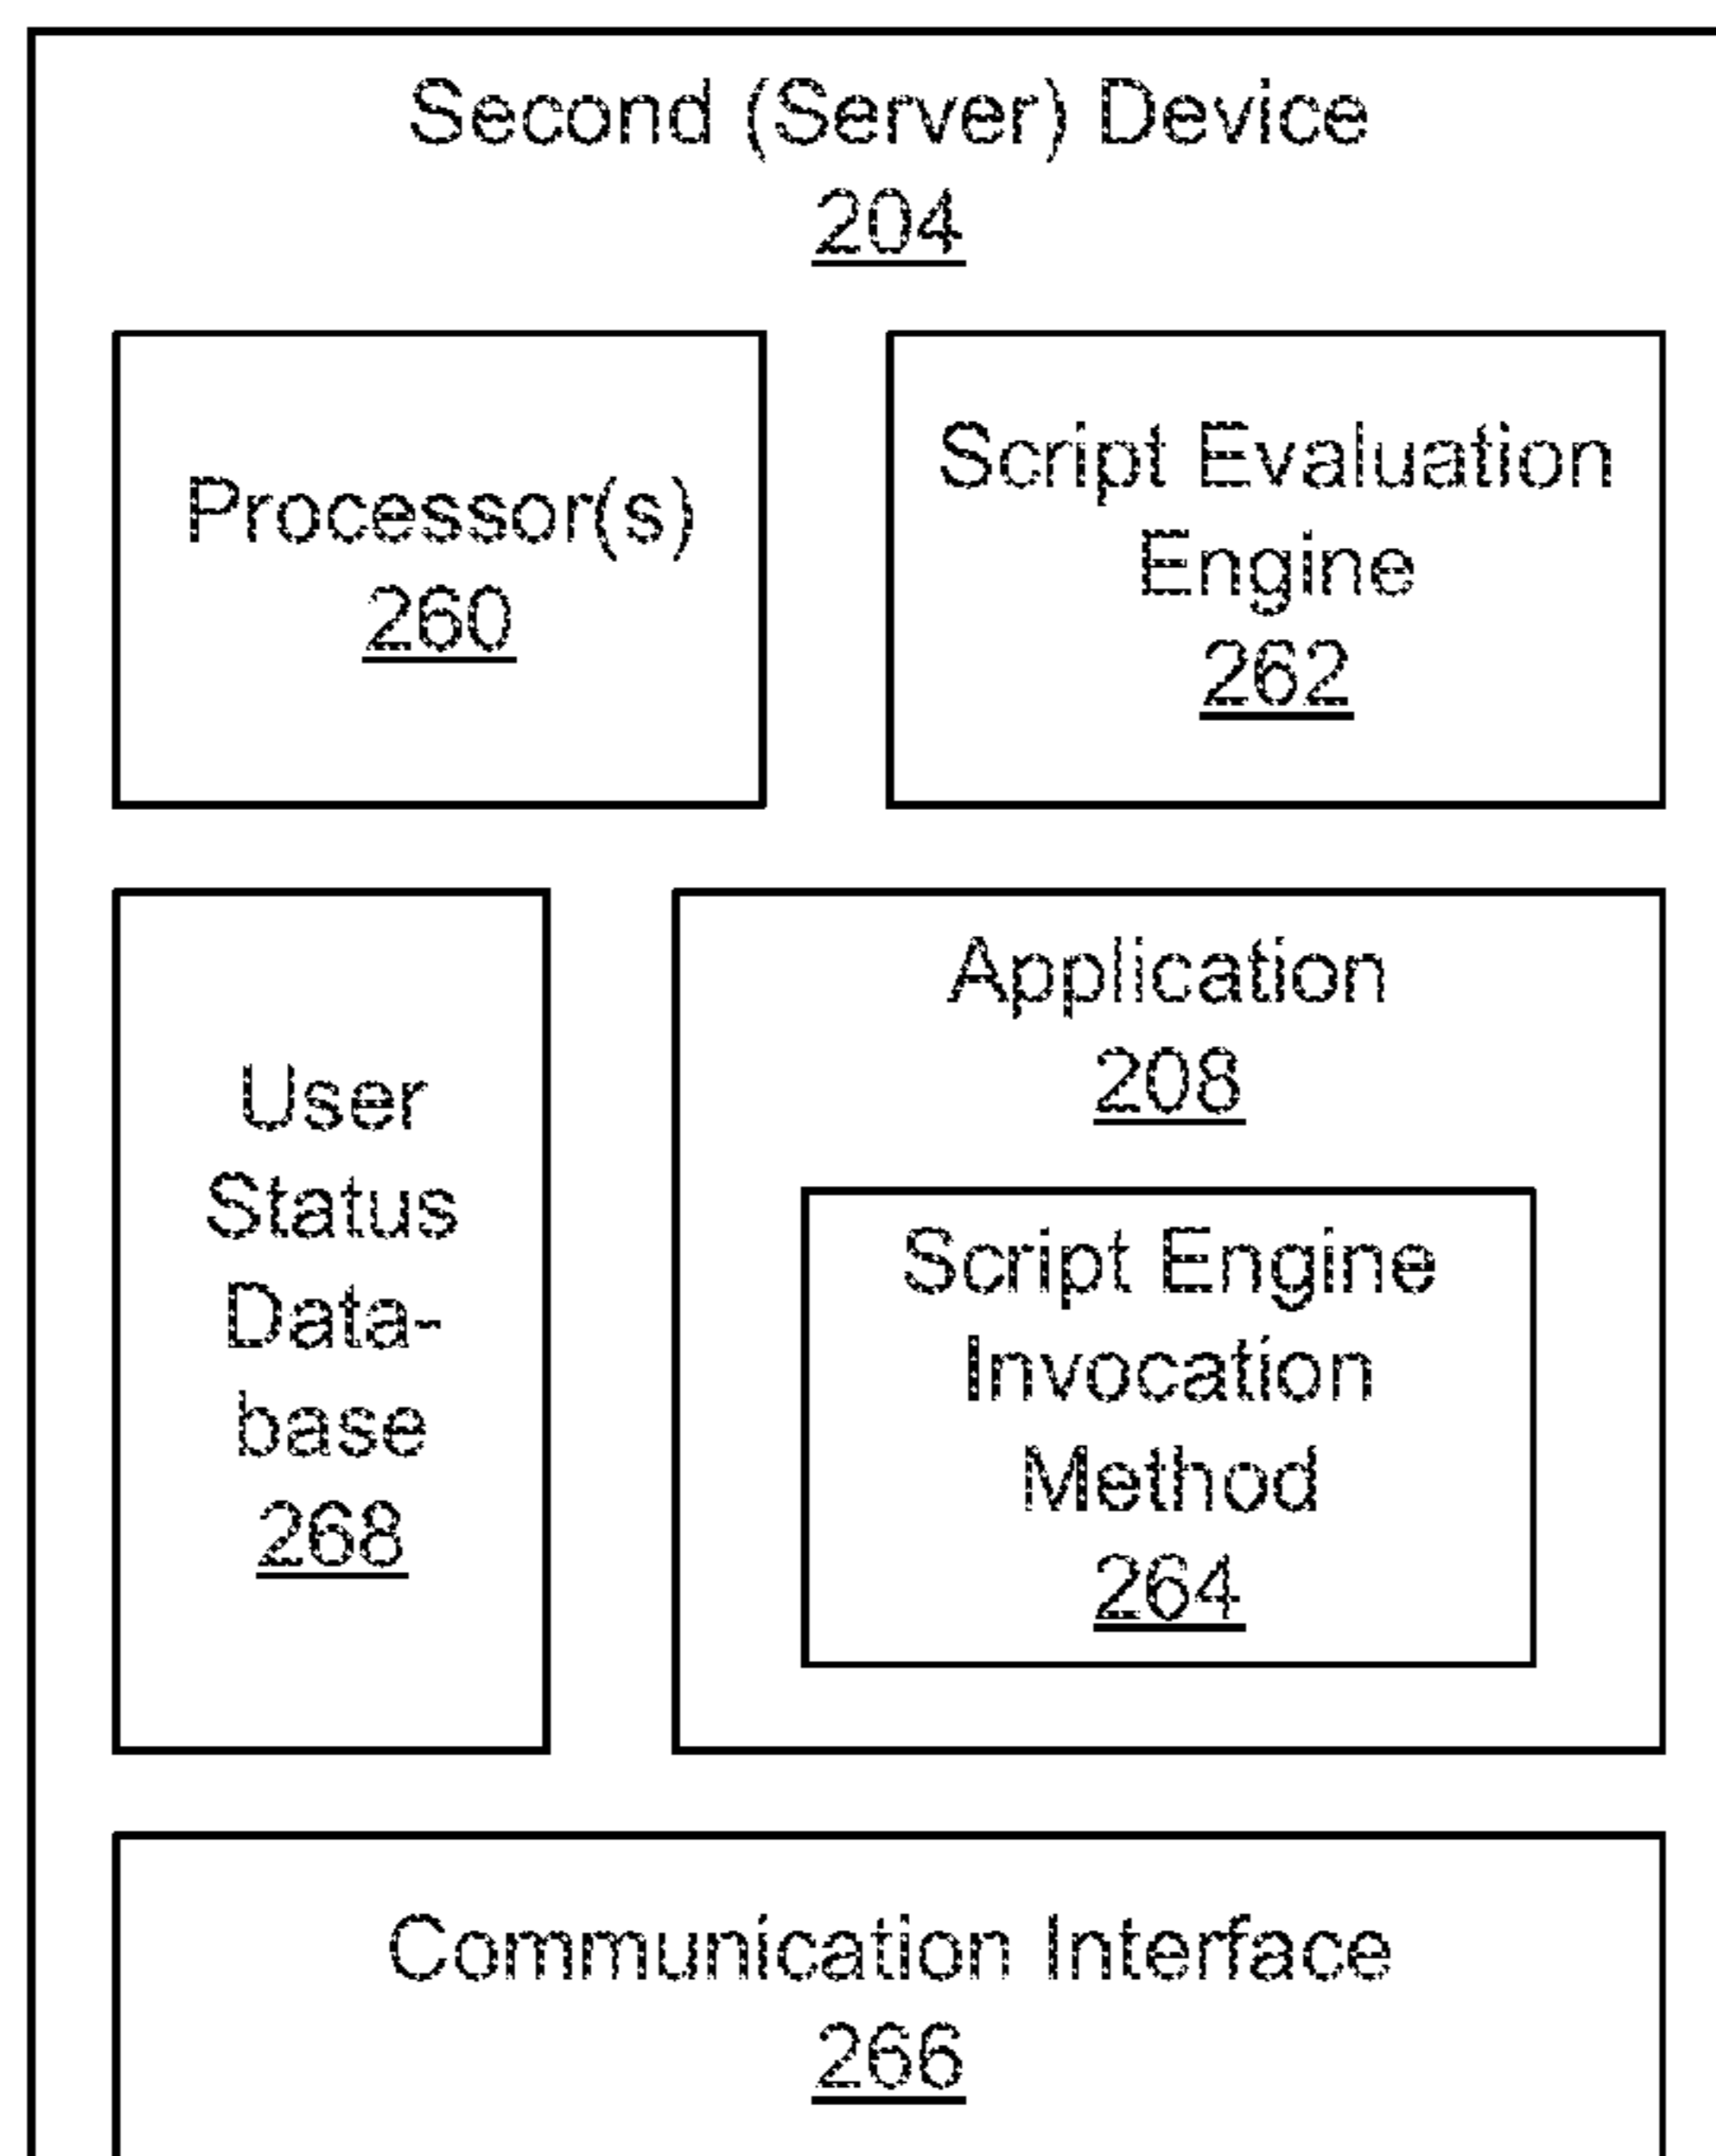 Second (Server) Device
204
Processor(s)
260
Script Evaluation
Engine
262
User
Status
Data-
base
268
Application
208
Script Engine
Invocation
Method
264
Communication Interface
266